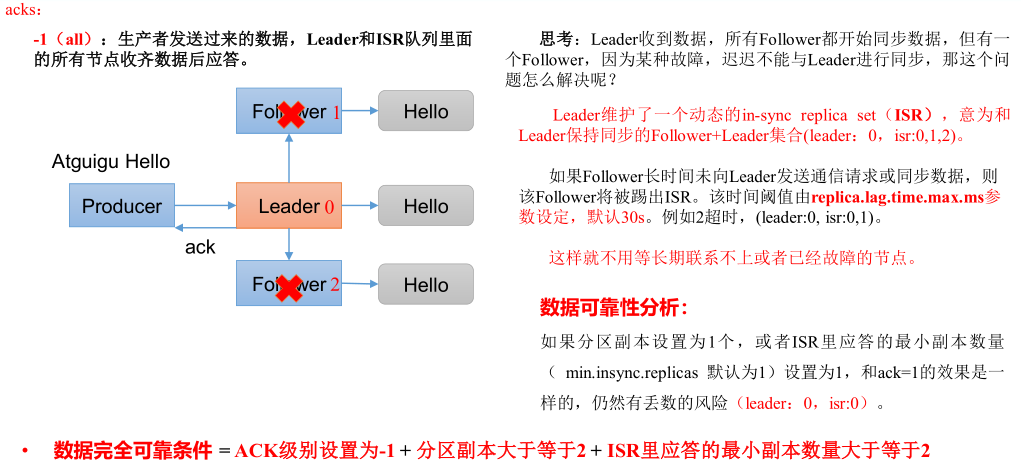 acks：
-1（all）：生产者发送过来的数据，Leader和ISR队列里面
的所有节点收齐数据后应答。
Follower 1
Hello
Atguigu Hello
Producer
Leader 0
Hello
ack
Follower 2
Hello
思考：Leader收到数据，所有Follower都开始同步数据，但有一
个Follower，因为某种故障，迟迟不能与Leader进行同步，那这个问
题怎么解决呢？
Leader维护了一个动态的in-sync replica set（ISR），意为和
Leader保持同步的Follower+Leader集合(leader：0，isr:0,1,2)。
如果Follower长时间未向Leader发送通信请求或同步数据，则
该Follower将被踢出ISR。该时间阈值由replica.lag.time.max.ms参
数设定，默认30s。例如2超时，(leader:0, isr:0,1)。
这样就不用等长期联系不上或者已经故障的节点。
数据可靠性分析：
如果分区副本设置为1个，或者ISR里应答的最小副本数量
（ min.insync.replicas 默认为1）设置为1，和ack=1的效果是一
样的，仍然有丢数的风险（leader：0，isr:0）。
• 数据完全可靠条件 = ACK级别设置为-1 + 分区副本大于等于2 + ISR里应答的最小副本数量大于等于2